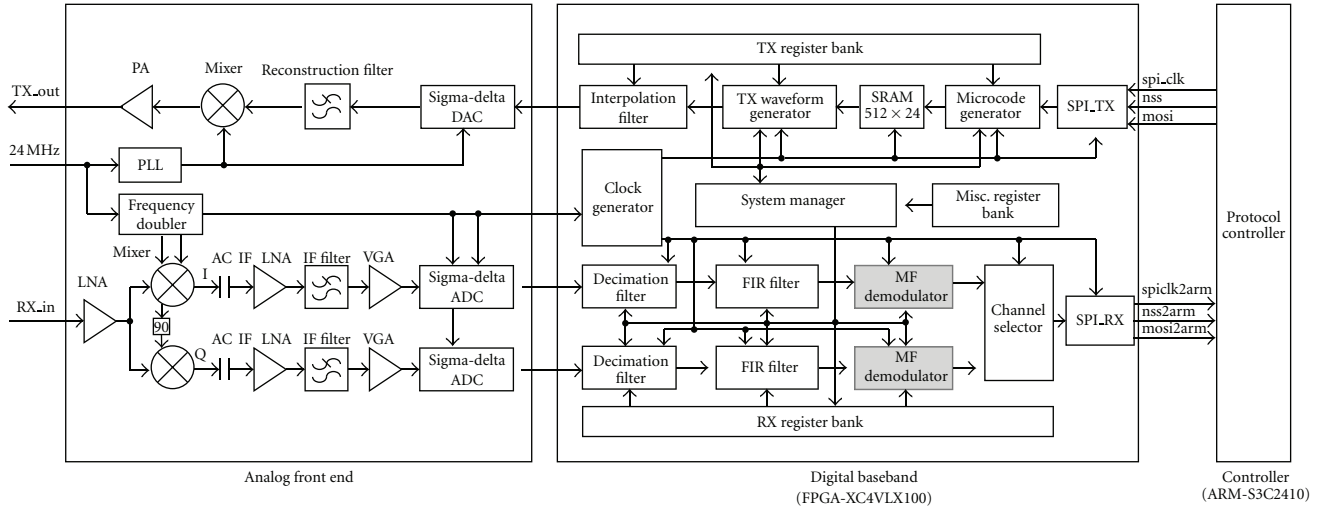 TX register bank
PA
Mixer
Reconstruction filter
TX_out
Sigma-delta
DAC
Interpolation
filter
TX waveform
generator
SRAM
512 × 24
Microcode
generator
SPI_TX
spi_clk
nss
mosi
24 MHz
PLL
Frequency
doubler
Clock
generator
System manager
Misc. register
bank
Protocol
controller
Mixer
LNA
RX_in
I
AC
IF
LNA
IF filter
VGA
Sigma-delta
ADC
Decimation
filter
FIR filter
MF
demodulator
Channel
selector
SPI_RX
spiclk2arm
nss2arm
mosi2arm
90
Q
AC
IF
LNA
IF filter
VGA
Sigma-delta
ADC
Decimation
filter
FIR filter
MF
demodulator
RX register bank
Analog front end
Digital baseband
(FPGA-XC4VLX100)
Controller
(ARM-S3C2410)